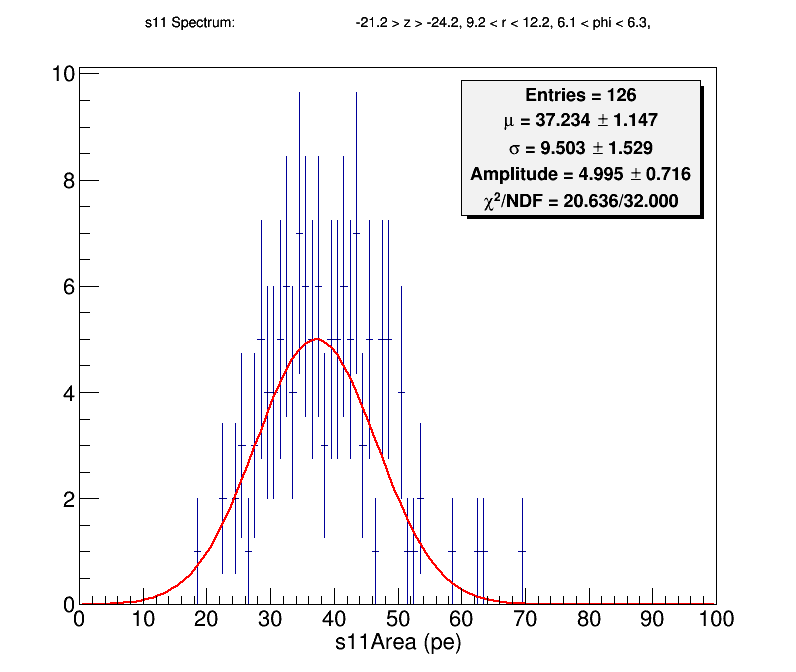 s11 Spectrum: -21.2 > z > -24.2, 9.2 < r < 12.2, 6.1 < phi < 6.3,
Entries = 126
μ = 37.234 ± 1.147
σ = 9.503 ± 1.529
Amplitude = 4.995 ± 0.716
χ²/NDF = 20.636/32.000
10
8
6
4
2
0
0 10 20 30 40 50 60 70 80 90 100
s11Area (pe)